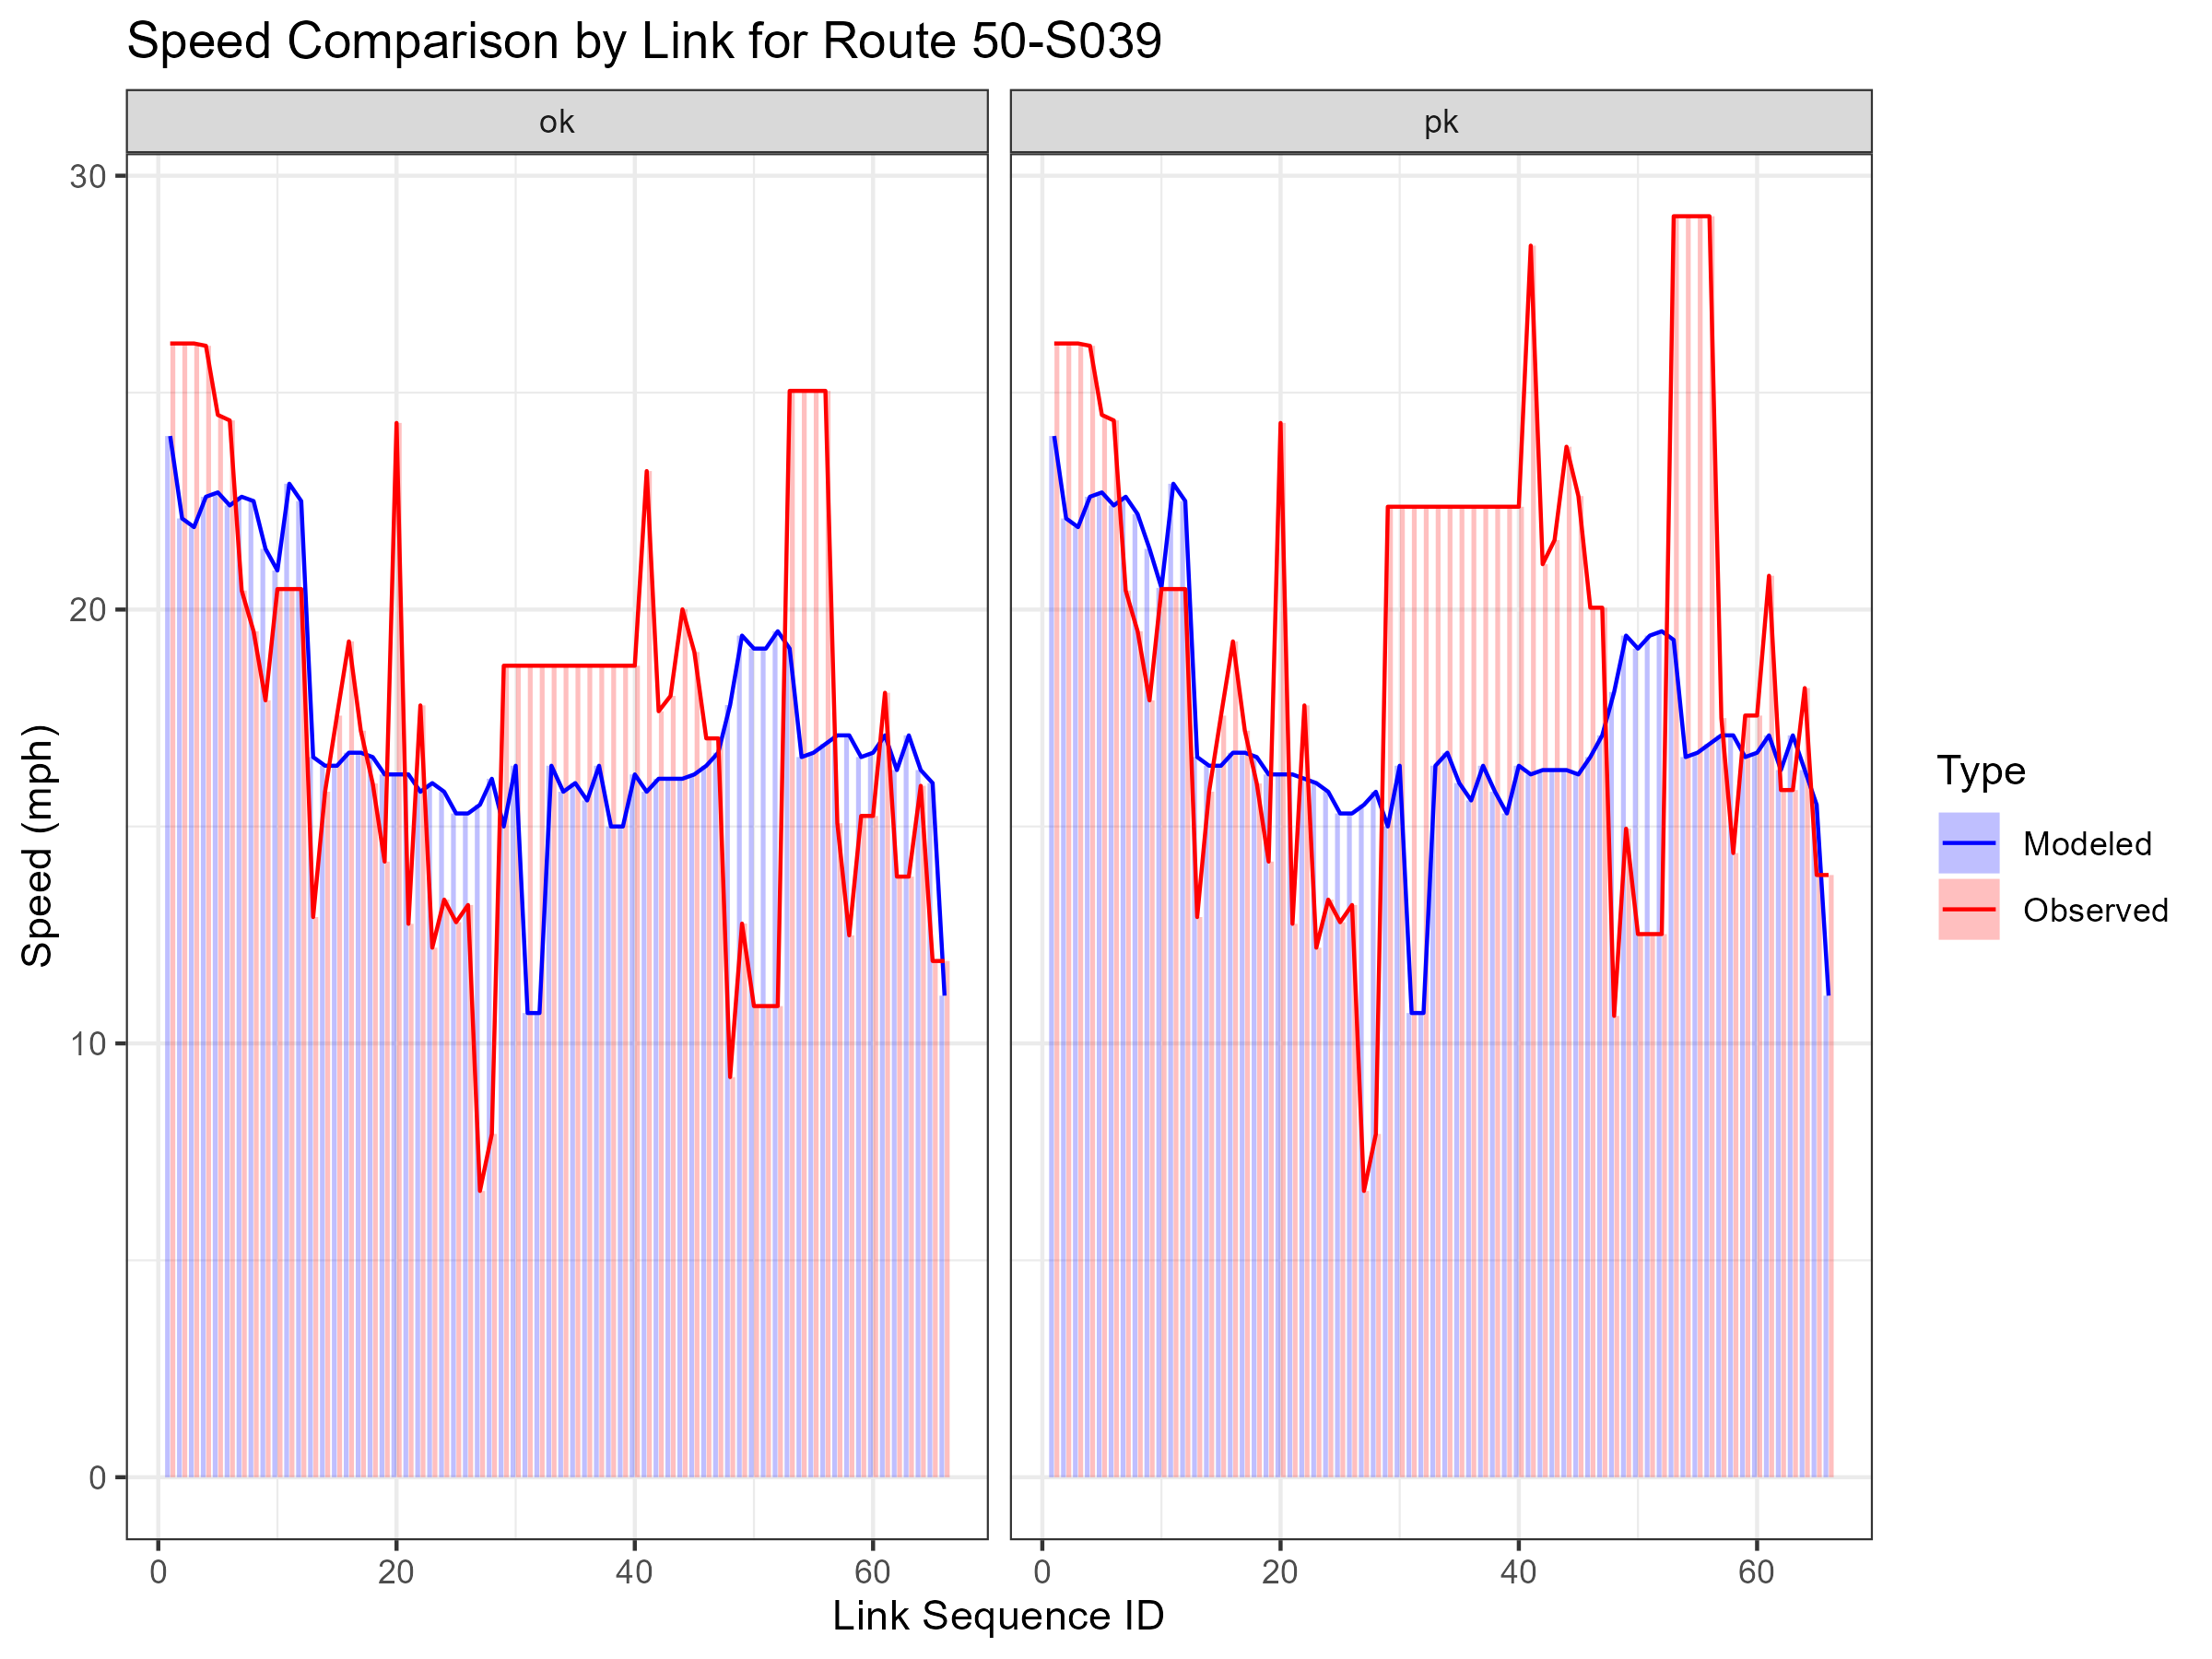 Speed Comparison by Link for Route 50-S039
ok
pk
30
20
10
0
Speed (mph)
0 20 40 60
0 20 40 60
Link Sequence ID
Type
Modeled
Observed